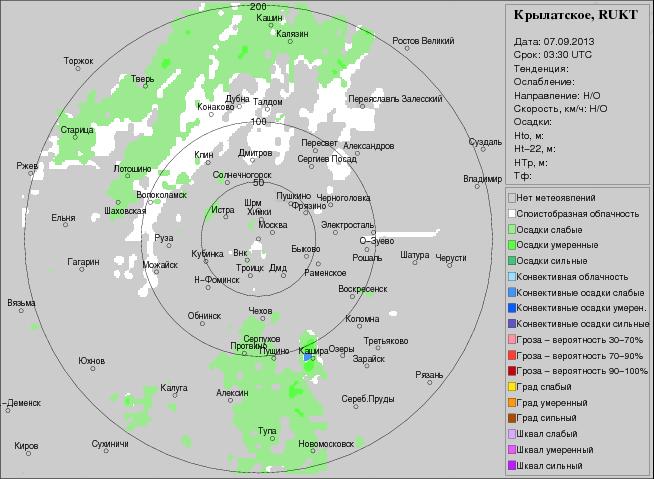 Крылатское, RUKT
Дата: 07.09.2013
Срок: 03:30 UTC
Тенденция:
Ослабление:
Направление: Н/О
Скорость, км/ч: Н/О
Осадки:
Hto, м:
Ht-22, м:
HTp, м:
Тф:
Нет метеоявлений
Слоистообразная облачность
Осадки слабые
Осадки умеренные
Осадки сильные
Конвективная облачность
Конвективные осадки слабые
Конвективные осадки умерен.
Конвективные осадки сильные
Гроза - вероятность 30-70%
Гроза - вероятность 70-90%
Гроза - вероятность 90-100%
Град слабый
Град умеренный
Град сильный
Шквал слабый
Шквал умеренный
Шквал сильный
200
Кашин
Калязин
Ростов Великий
Торжок
Тверь
Дубна
Талдом
Переяславль Залесский
Конаково
100
Старица
Пересвет
Александров
Суздаль
Клин
Дмитров
Сергиев Посад
Ржев
Лотошино
Солнечногорск
Владимир
50
Волоколамск
Пушкино
Черноголовка
Шаховская
Истра
Шрм
Фрязино
Химки
Ельня
Москва
Электросталь
Руза
О-Зуево
Кубинка
Внк
Быково
Рошаль
Шатура
Черусти
Гагарин
Можайск
Троицк
Дмд
Раменское
Н-Фоминск
Воскресенск
Вязьма
Обнинск
Чехов
Коломна
Серпухов
Протвино
Пущино
Кашира
Озеры
Третьяково
Зарайск
Юхнов
Рязань
Калуга
Алексин
Сереб.Пруды
-Деменск
Тула
Киров
Сухиничи
Новомосковск